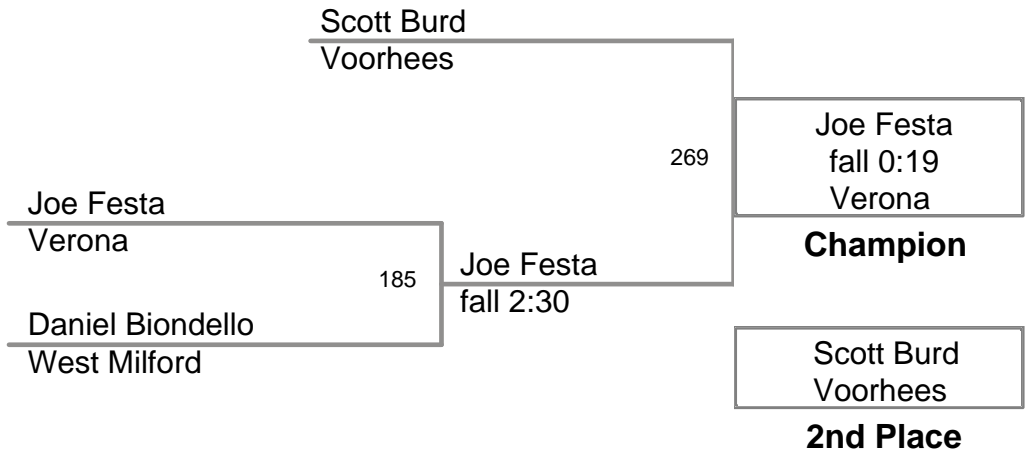 Scott Burd
Voorhees
Joe Festa
fall 0:19
Verona
Champion
269
Joe Festa
Verona
185
Joe Festa
fall 2:30
Daniel Biondello
West Milford
Scott Burd
Voorhees
2nd Place